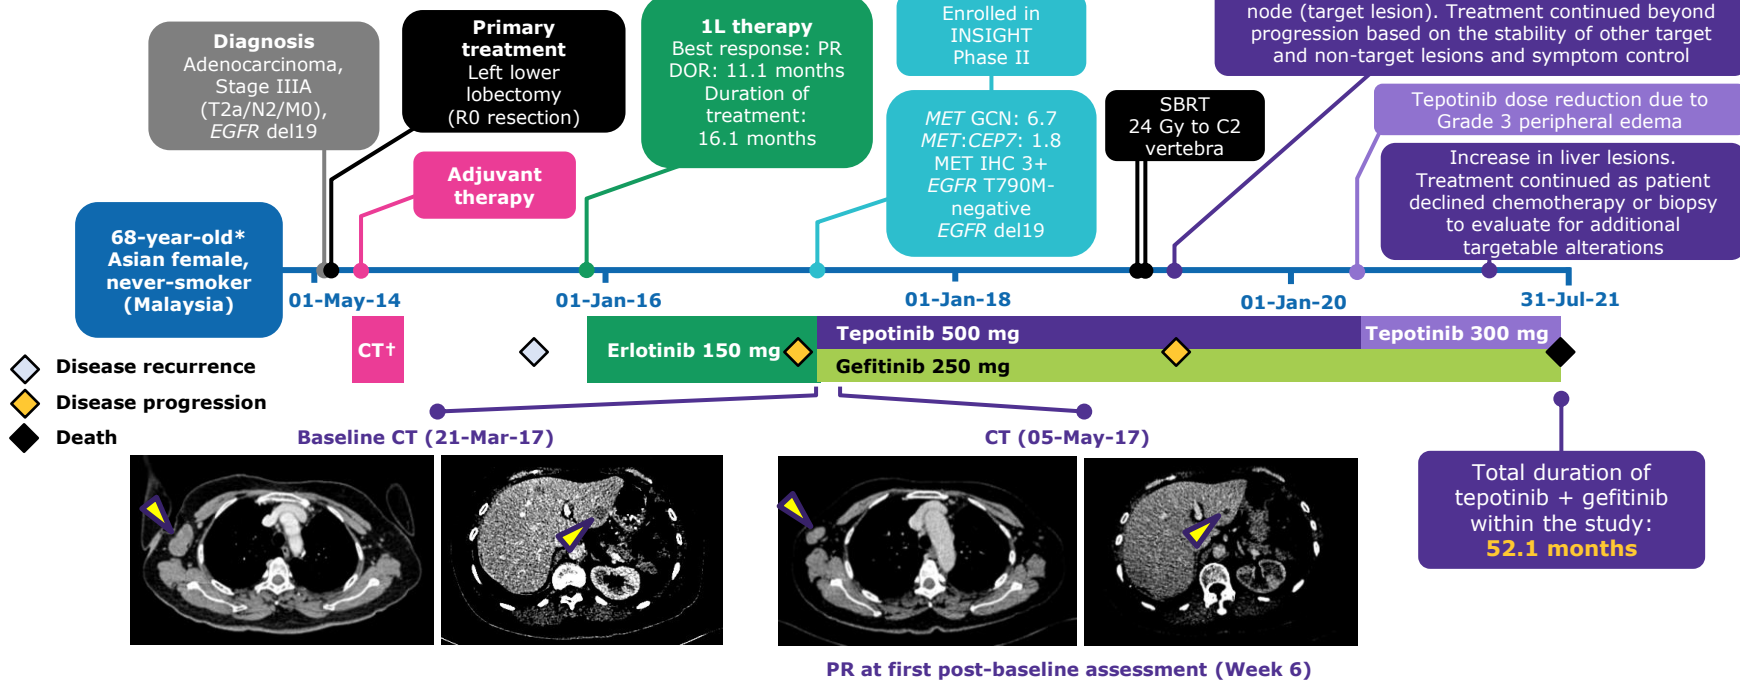 Diagnosis
Adenocarcinoma,
Stage IIIA
(T2a/N2/M0),
EGFR del19
Primary
treatment
Left lower
lobectomy
(R0 resection)
Adjuvant
therapy
1L therapy
Best response: PR
DOR: 11.1 months
Duration of
treatment:
16.1 months
Enrolled in
INSIGHT
Phase II
MET GCN: 6.7
MET:CEP7: 1.8
MET IHC 3+
EGFR T790M-
negative
EGFR del19
SBRT
24 Gy to C2
vertebra
node (target lesion). Treatment continued beyond
progression based on the stability of other target
and non-target lesions and symptom control
Tepotinib dose reduction due to
Grade 3 peripheral edema
Increase in liver lesions.
Treatment continued as patient
declined chemotherapy or biopsy
to evaluate for additional
targetable alterations
68-year-old*
Asian female,
never-smoker
(Malaysia)
01-May-14
01-Jan-16
01-Jan-18
01-Jan-20
31-Jul-21
CT†
Erlotinib 150 mg
Tepotinib 500 mg
Tepotinib 300 mg
Gefitinib 250 mg
Disease recurrence
Disease progression
Death
Baseline CT (21-Mar-17)
CT (05-May-17)
Total duration of
tepotinib + gefitinib
within the study:
52.1 months
PR at first post-baseline assessment (Week 6)